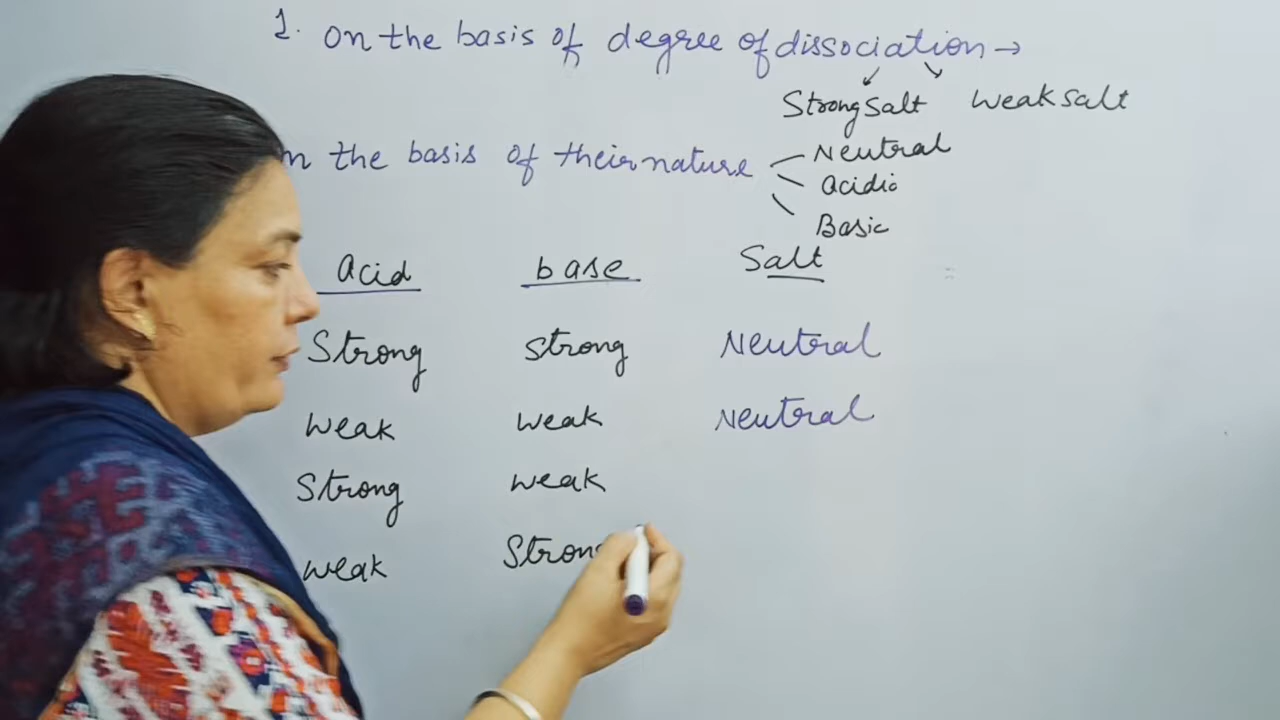 1. On the basis of degree of dissociation →
Strong Salt Weak Salt
the basis of their nature
Neutral
acidic
Basic
acid base Salt
Strong strong Neutral
weak weak Neutral
Strong weak
weak